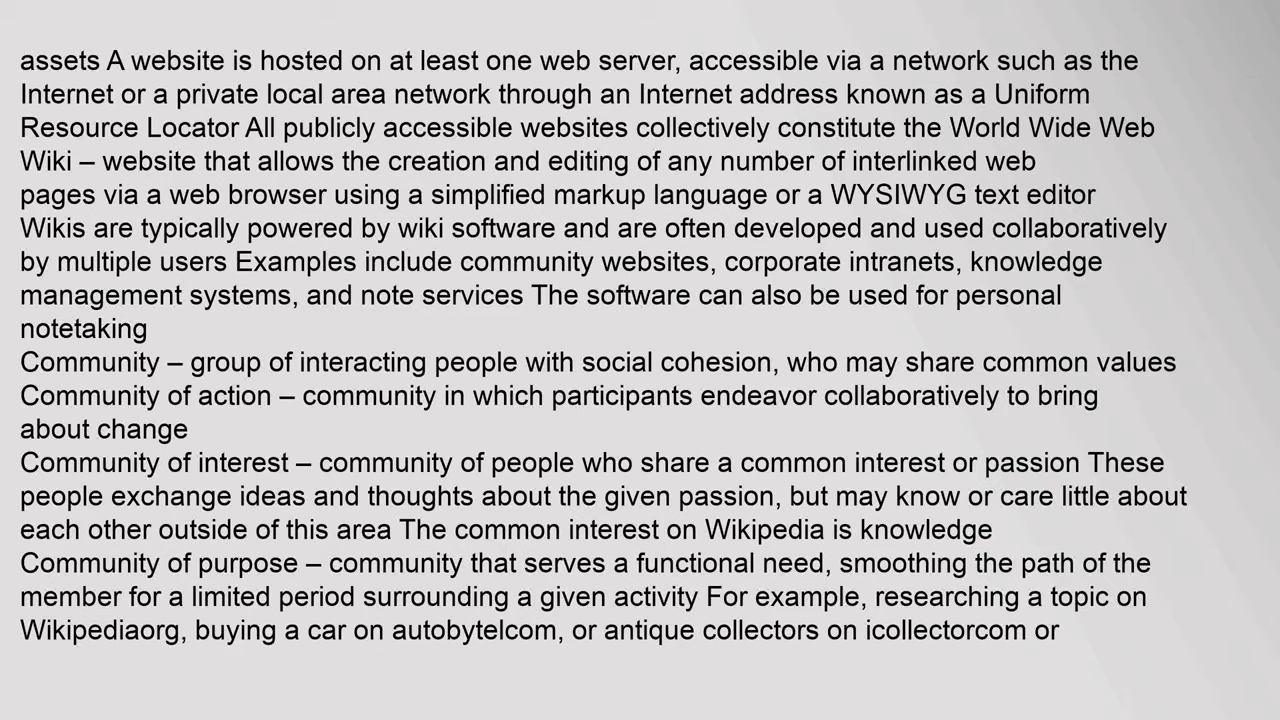 assets A website is hosted on at least one web server, accessible via a network such as the
Internet or a private local area network through an Internet address known as a Uniform
Resource Locator All publicly accessible websites collectively constitute the World Wide Web
Wiki – website that allows the creation and editing of any number of interlinked web
pages via a web browser using a simplified markup language or a WYSIWYG text editor
Wikis are typically powered by wiki software and are often developed and used collaboratively
by multiple users Examples include community websites, corporate intranets, knowledge
management systems, and note services The software can also be used for personal
notetaking
Community – group of interacting people with social cohesion, who may share common values
Community of action – community in which participants endeavor collaboratively to bring
about change
Community of interest – community of people who share a common interest or passion These
people exchange ideas and thoughts about the given passion, but may know or care little about
each other outside of this area The common interest on Wikipedia is knowledge
Community of purpose – community that serves a functional need, smoothing the path of the
member for a limited period surrounding a given activity For example, researching a topic on
Wikipediaorg, buying a car on autobytelcom, or antique collectors on icollectorcom or